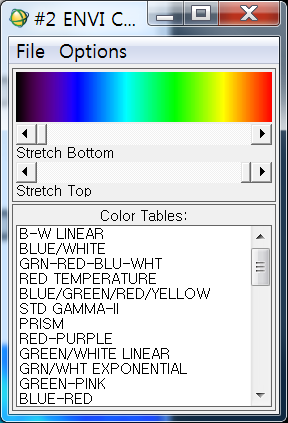 #2 ENVI C...
File Options
Stretch Bottom
Stretch Top
Color Tables:
B-W LINEAR
BLUE/WHITE
GRN-RED-BLU-WHT
RED TEMPERATURE
BLUE/GREEN/RED/YELLOW
STD GAMMA-II
PRISM
RED-PURPLE
GREEN/WHITE LINEAR
GRN/WHT EXPONENTIAL
GREEN-PINK
BLUE-RED